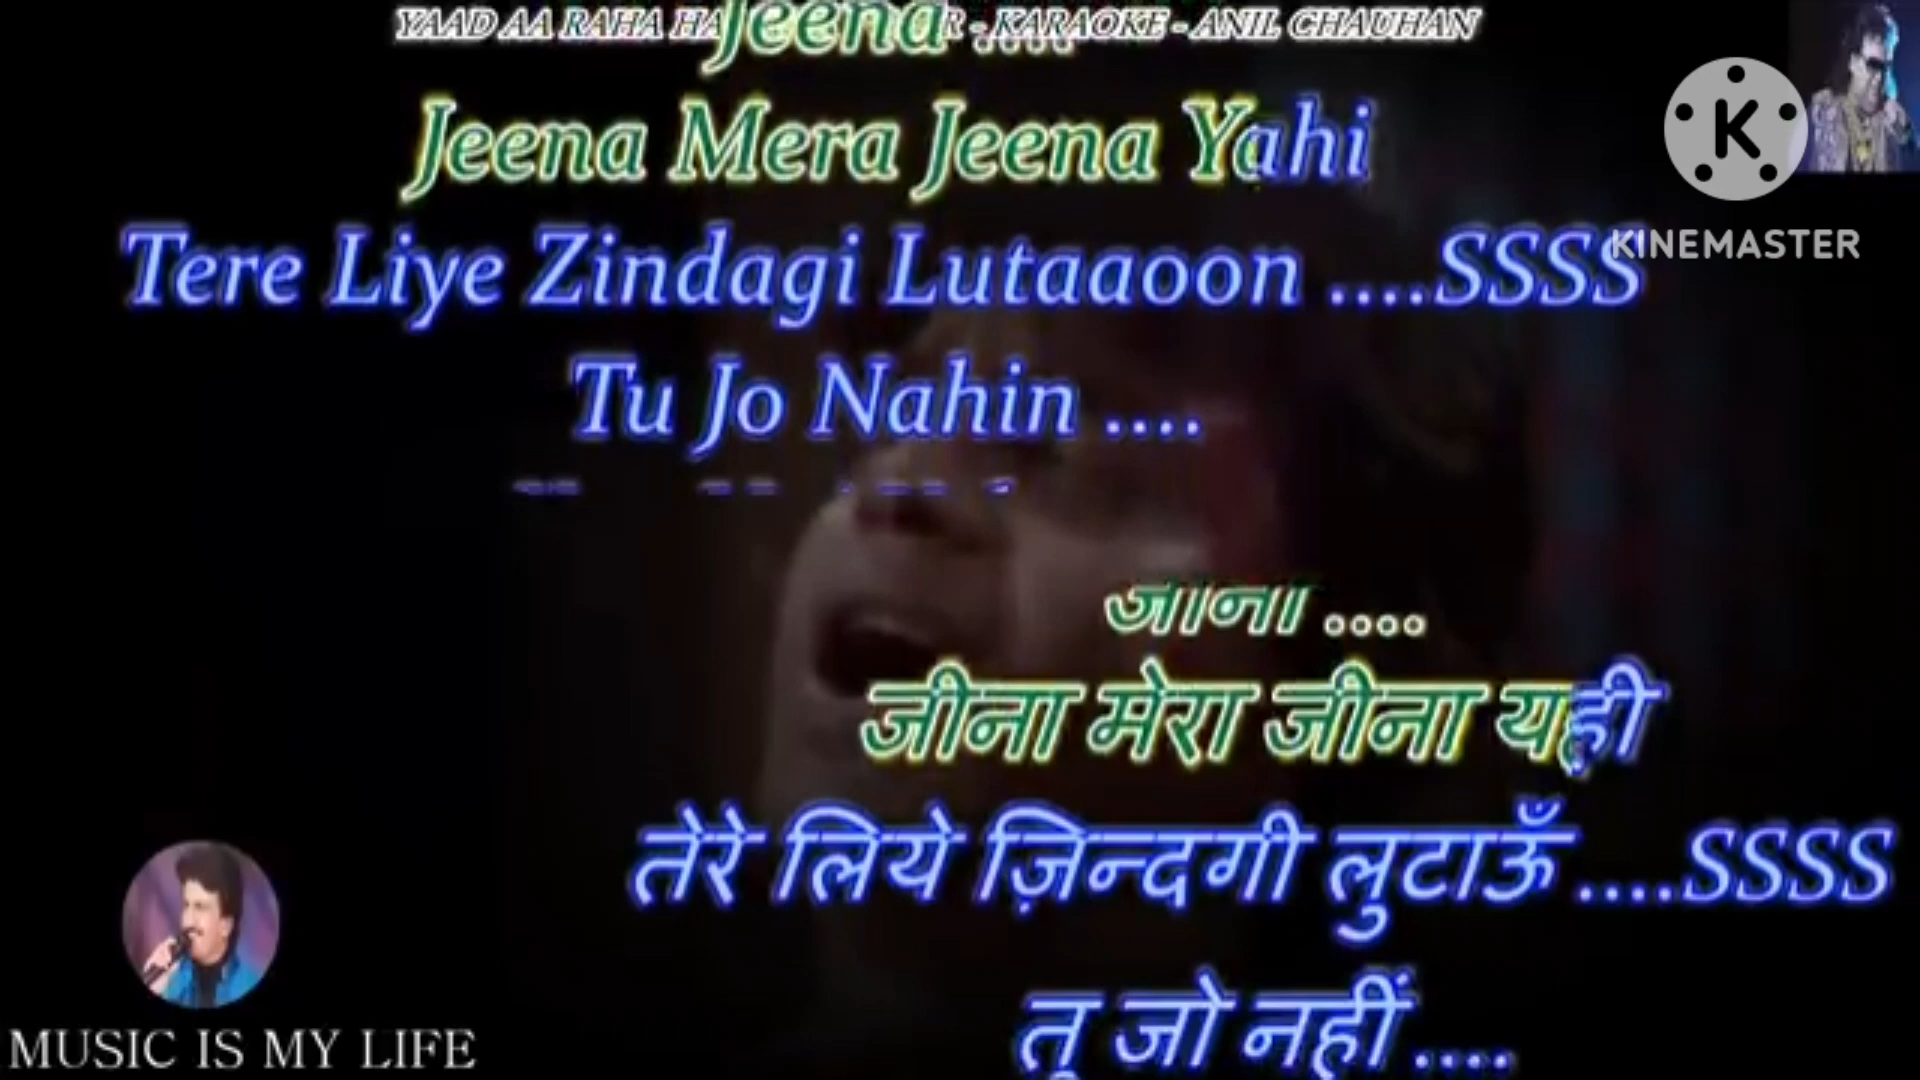 YAAD AA RAHA HA
R - KARAOKE - ANIL CHAUHAN
Jeena ....
Jeena Mera Jeena Yahi
KINEMASTER
Tere Liye Zindagi Lutaaoon ....SSSS
Tu Jo Nahin ....
जीना मेरा जीना यही
तेरे लिये ज़िन्दगी लुटाऊँ ....SSSS
तू जो नहीं ....
MUSIC IS MY LIFE